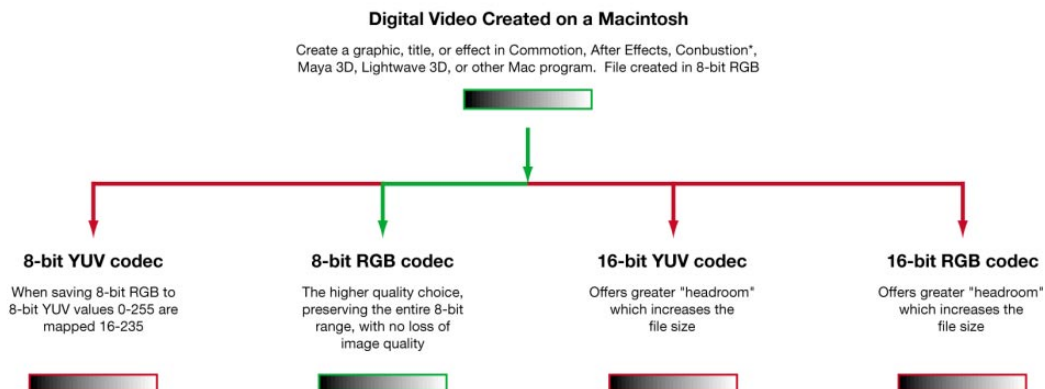 Digital Video Created on a Macintosh
Create a graphic, title, or effect in Commotion, After Effects, Conbustion*,
Maya 3D, Lightwave 3D, or other Mac program.  File created in 8-bit RGB
8-bit YUV codec
When saving 8-bit RGB to
8-bit YUV values 0-255 are
mapped 16-235
8-bit RGB codec
The higher quality choice,
preserving the entire 8-bit
range, with no loss of
image quality
16-bit YUV codec
Offers greater "headroom"
which increases the
file size
16-bit RGB codec
Offers greater "headroom"
which increases the
file size